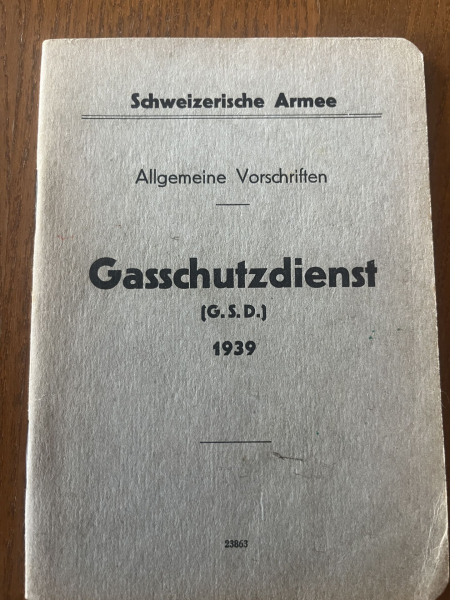 Schweizerische Armee
Allgemeine Vorschriften
Gasschutzdienst
(G. S. D.)
1939
23863